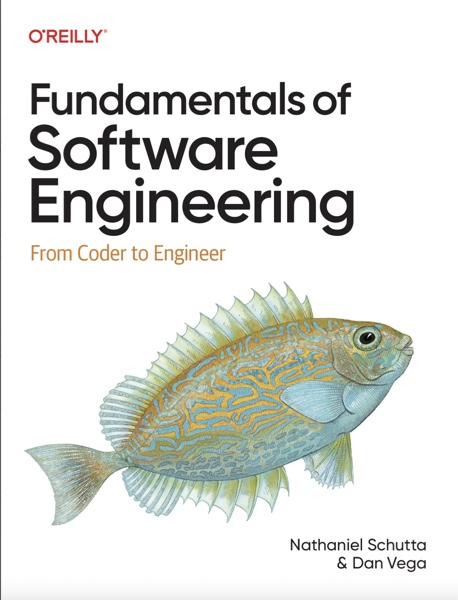 O'REILLY®
Fundamentals of
Software
Engineering
From Coder to Engineer
Nathaniel Schutta
& Dan Vega